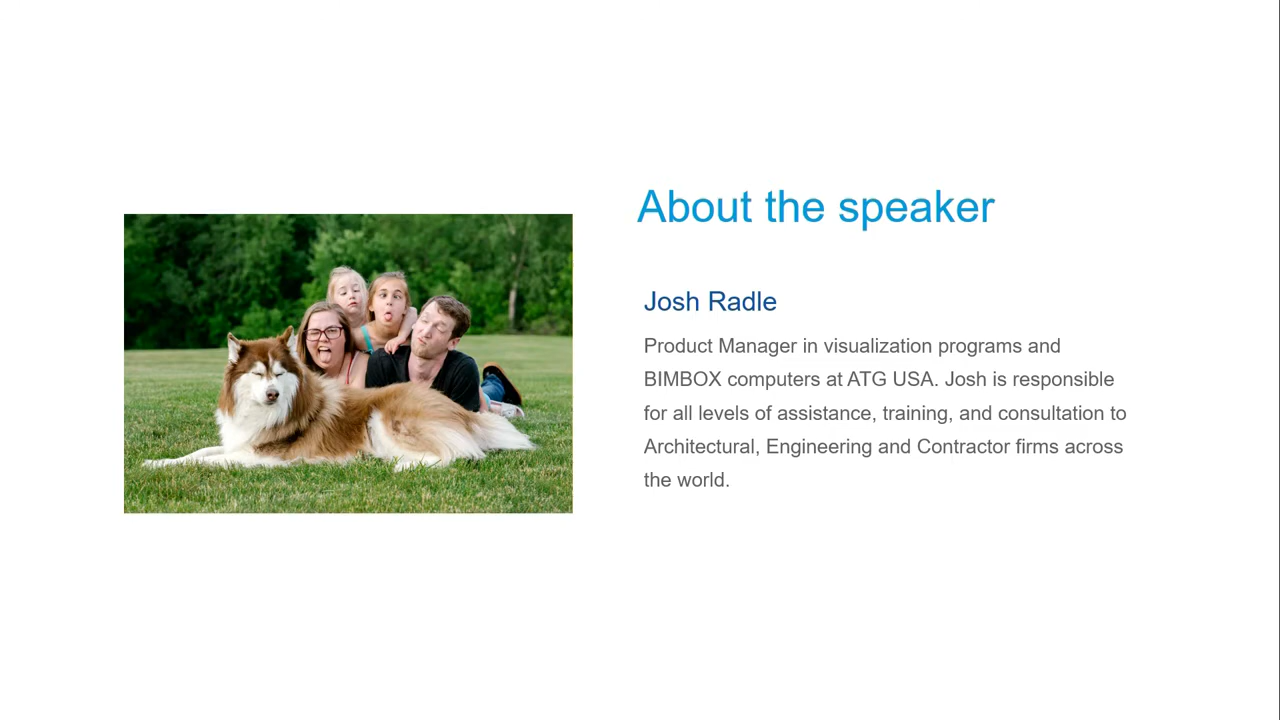 About the speaker
Josh Radle
Product Manager in visualization programs and
BIMBOX computers at ATG USA. Josh is responsible
for all levels of assistance, training, and consultation to
Architectural, Engineering and Contractor firms across
the world.